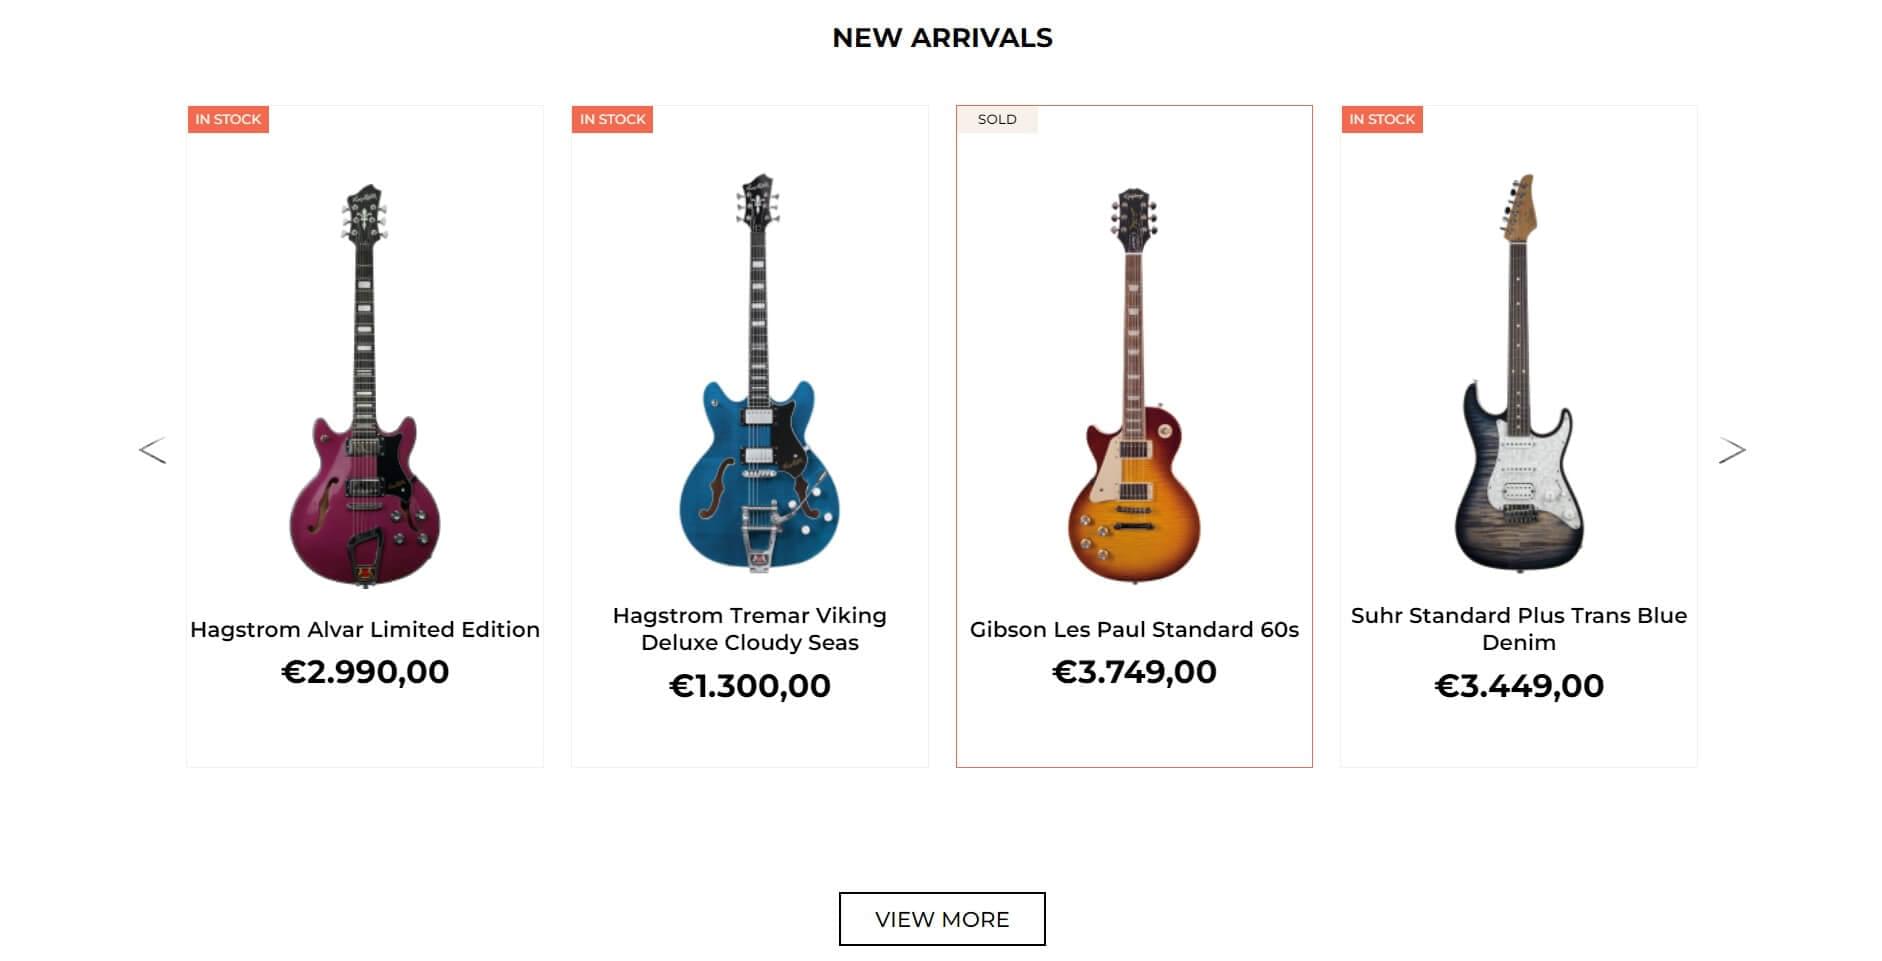 NEW ARRIVALS
IN STOCK
Hagstrom Alvar Limited Edition
€2.990,00
IN STOCK
Hagstrom Tremar Viking
Deluxe Cloudy Seas
€1.300,00
SOLD
Epiphone
Gibson Les Paul Standard 60s
€3.749,00
IN STOCK
Suhr Standard Plus Trans Blue
Denim
€3.449,00
VIEW MORE